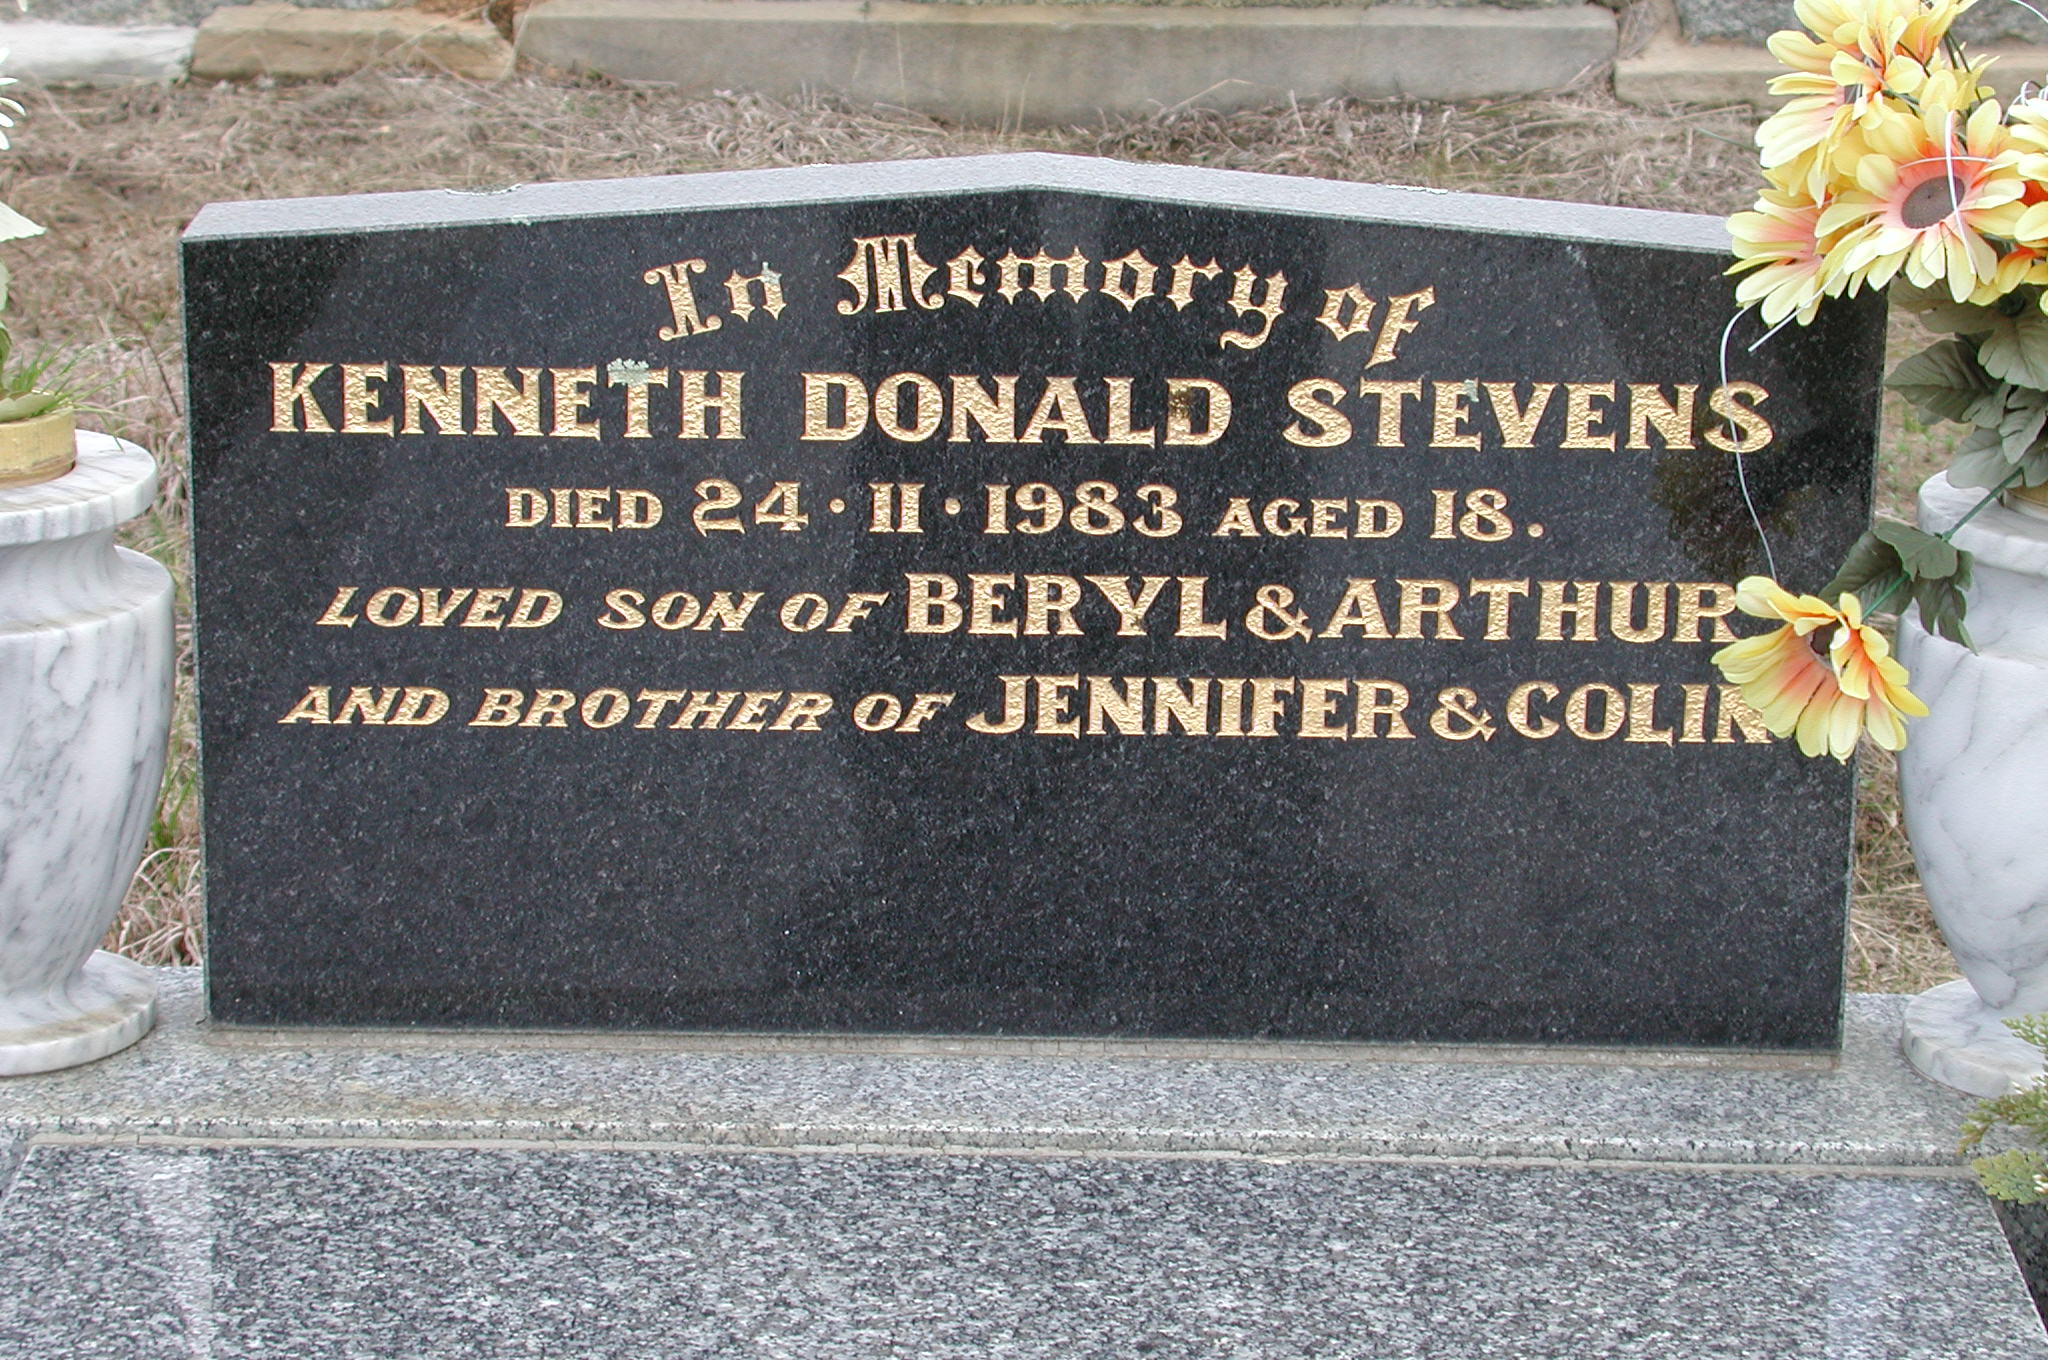 In Memory of
KENNETH DONALD STEVENS
DIED 24·11·1983 AGED 18.
LOVED SON OF BERYL & ARTHUR
AND BROTHER OF JENNIFER & COLIN